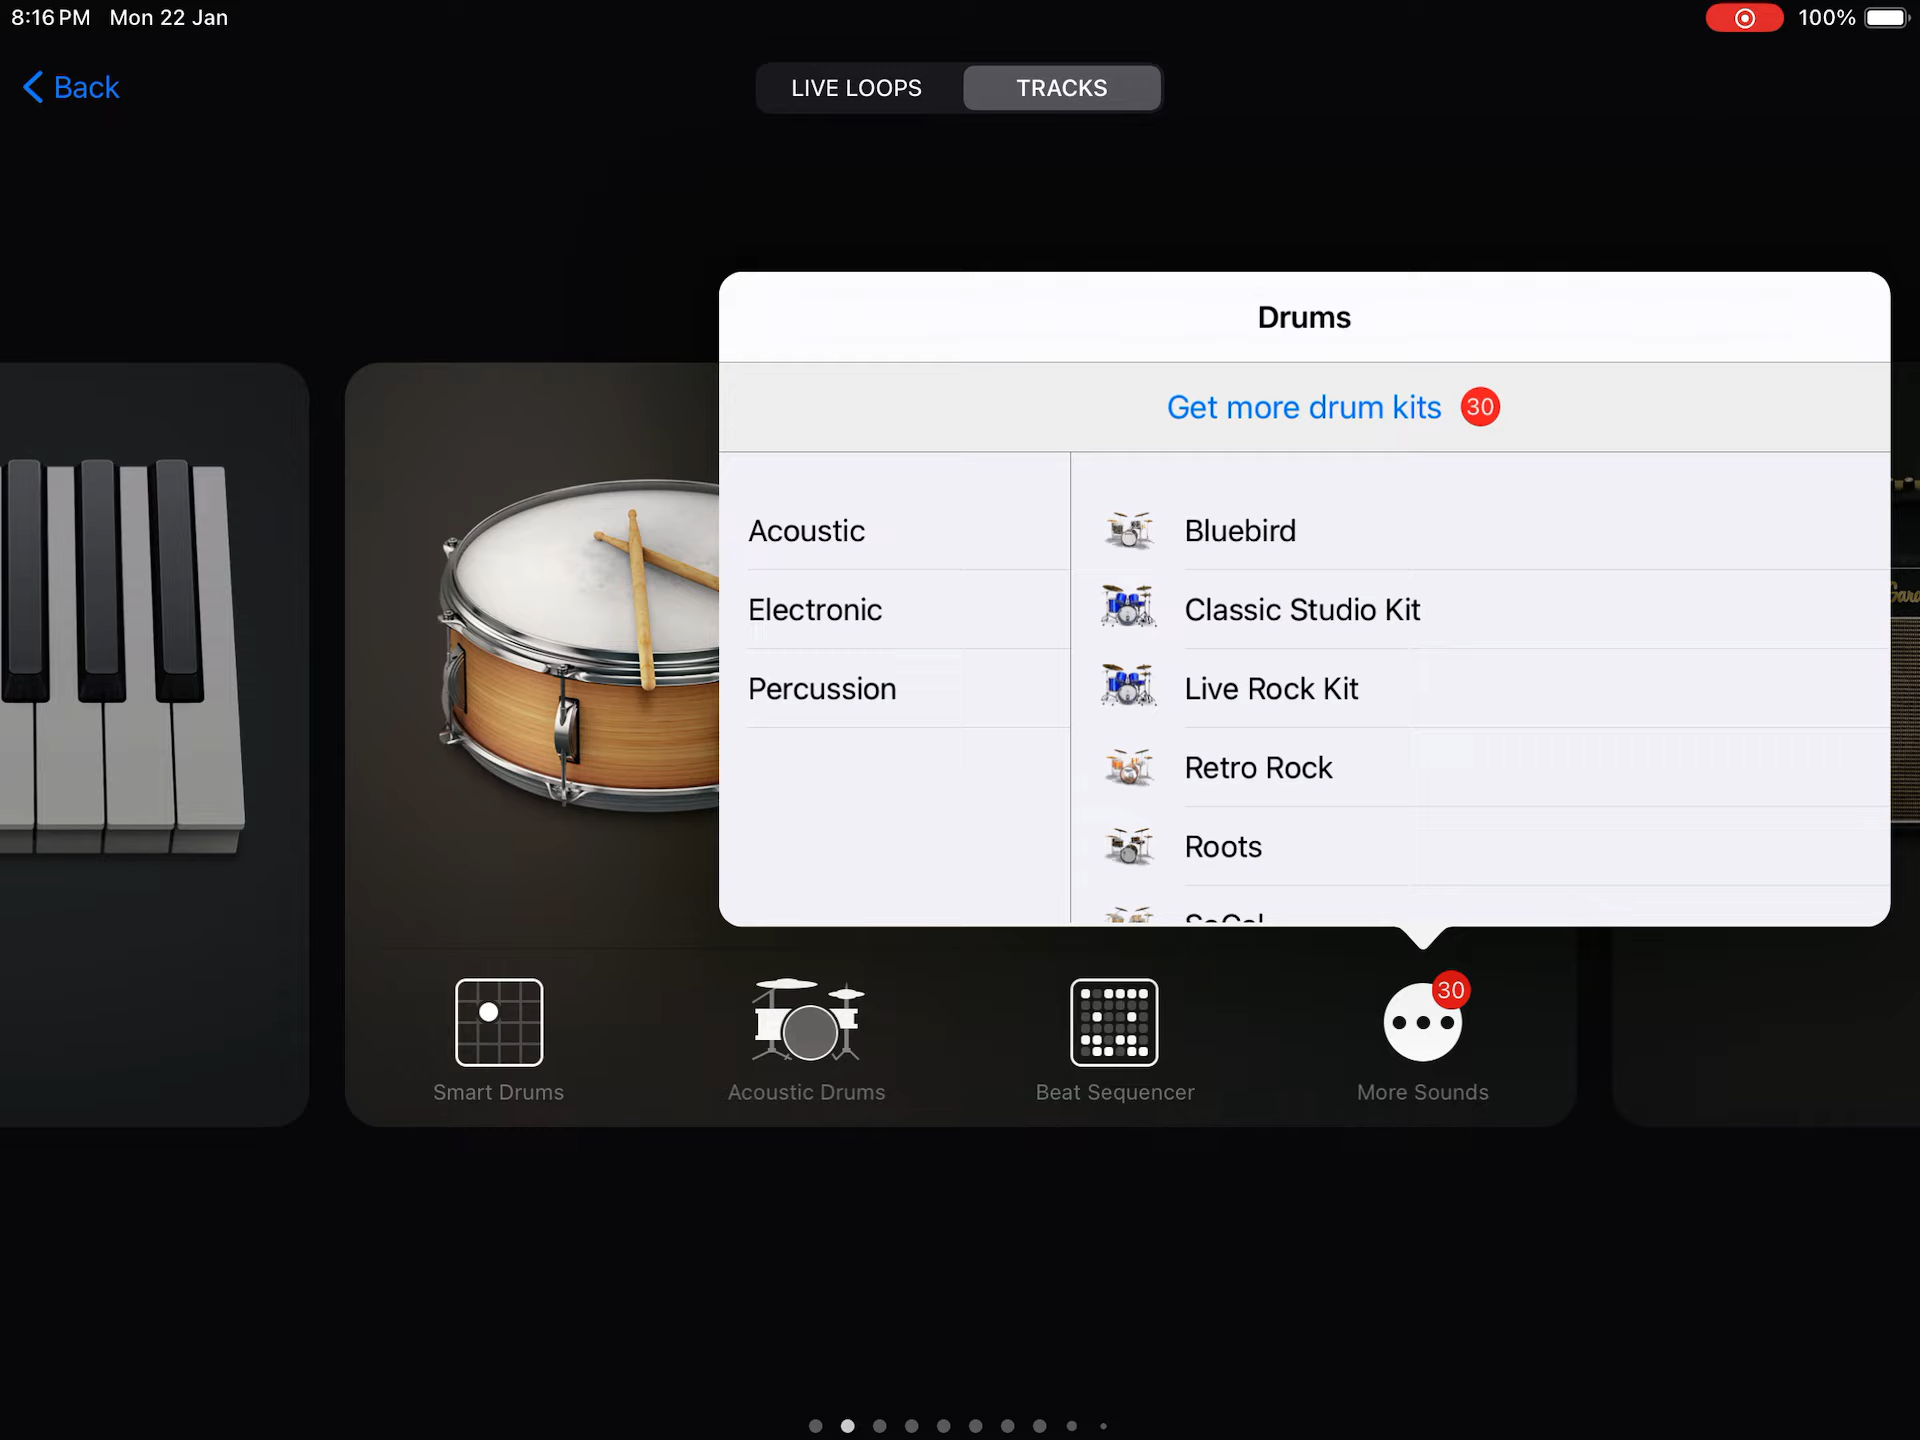 8:16 PM Mon 22 Jan
100%
Back
LIVE LOOPS
TRACKS
Drums
Get more drum kits 30
Acoustic
Electronic
Percussion
Bluebird
Classic Studio Kit
Live Rock Kit
Retro Rock
Roots
30
Smart Drums
Acoustic Drums
Beat Sequencer
More Sounds